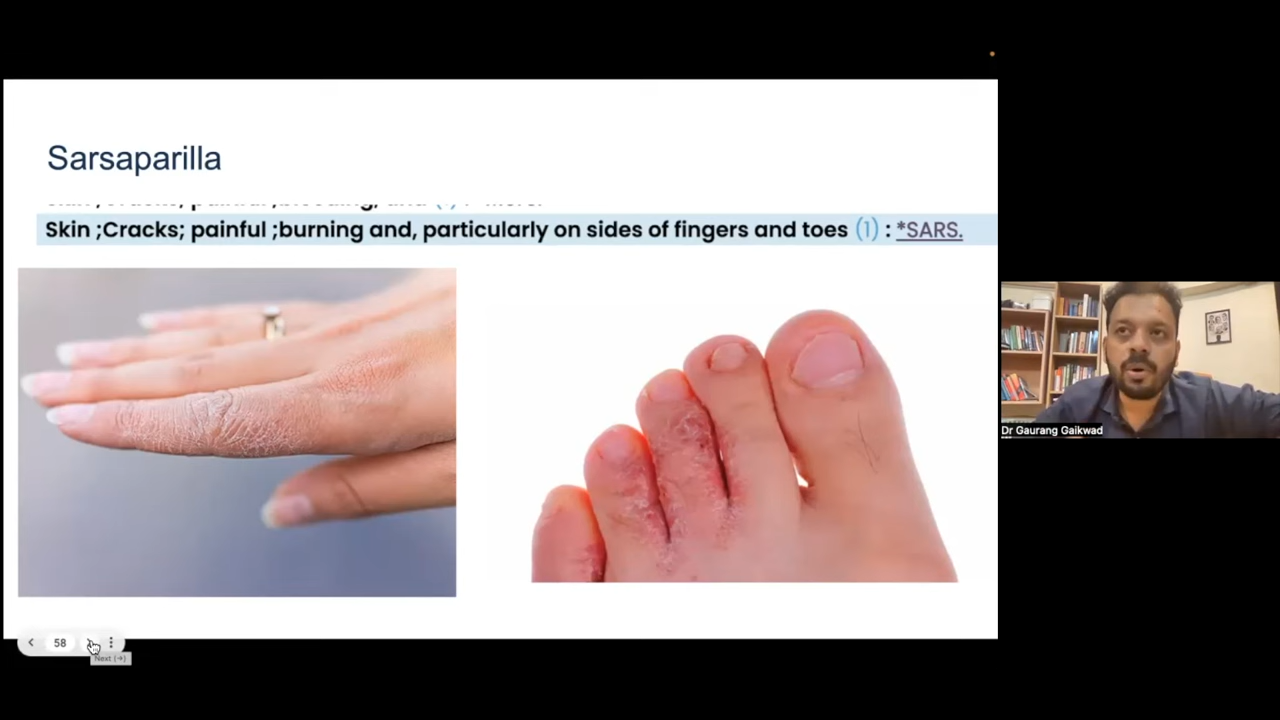 Sarsaparilla
Skin ;Cracks; painful ;burning and, particularly on sides of fingers and toes (1) : *SARS.
Dr Gaurang Gaikwad
58
Next (→)